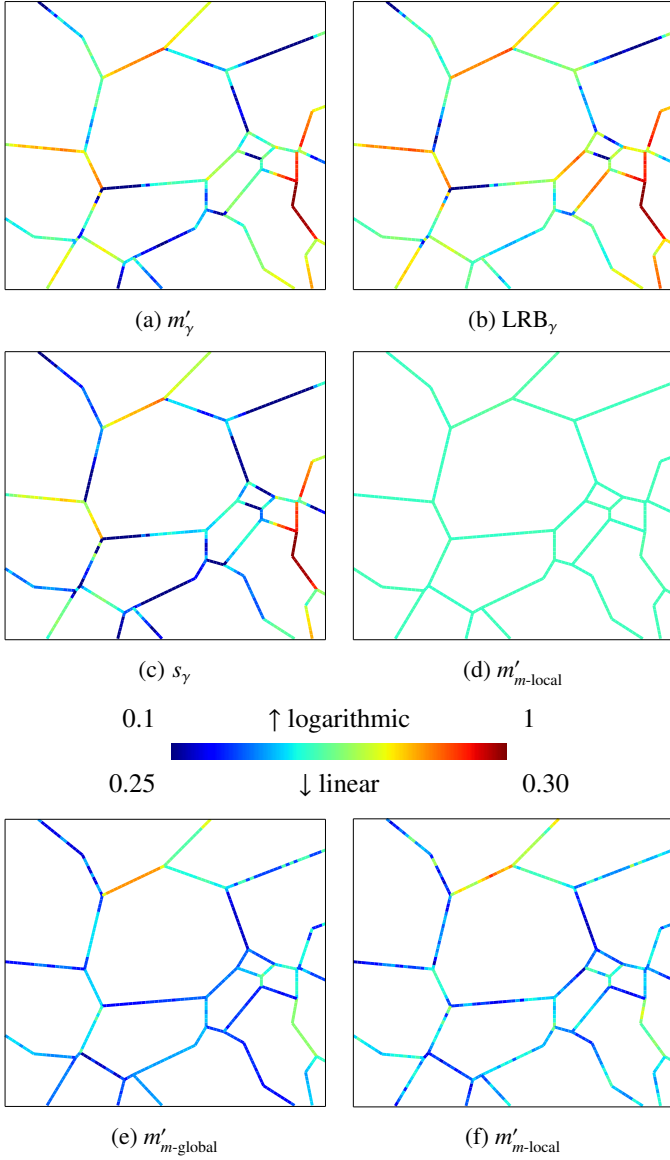 (a) m′γ
(b) LRBγ
(c) sγ
(d) m′m-local
0.1 ↑ logarithmic 1
0.25 ↓ linear 0.30
(e) m′m-global
(f) m′m-local